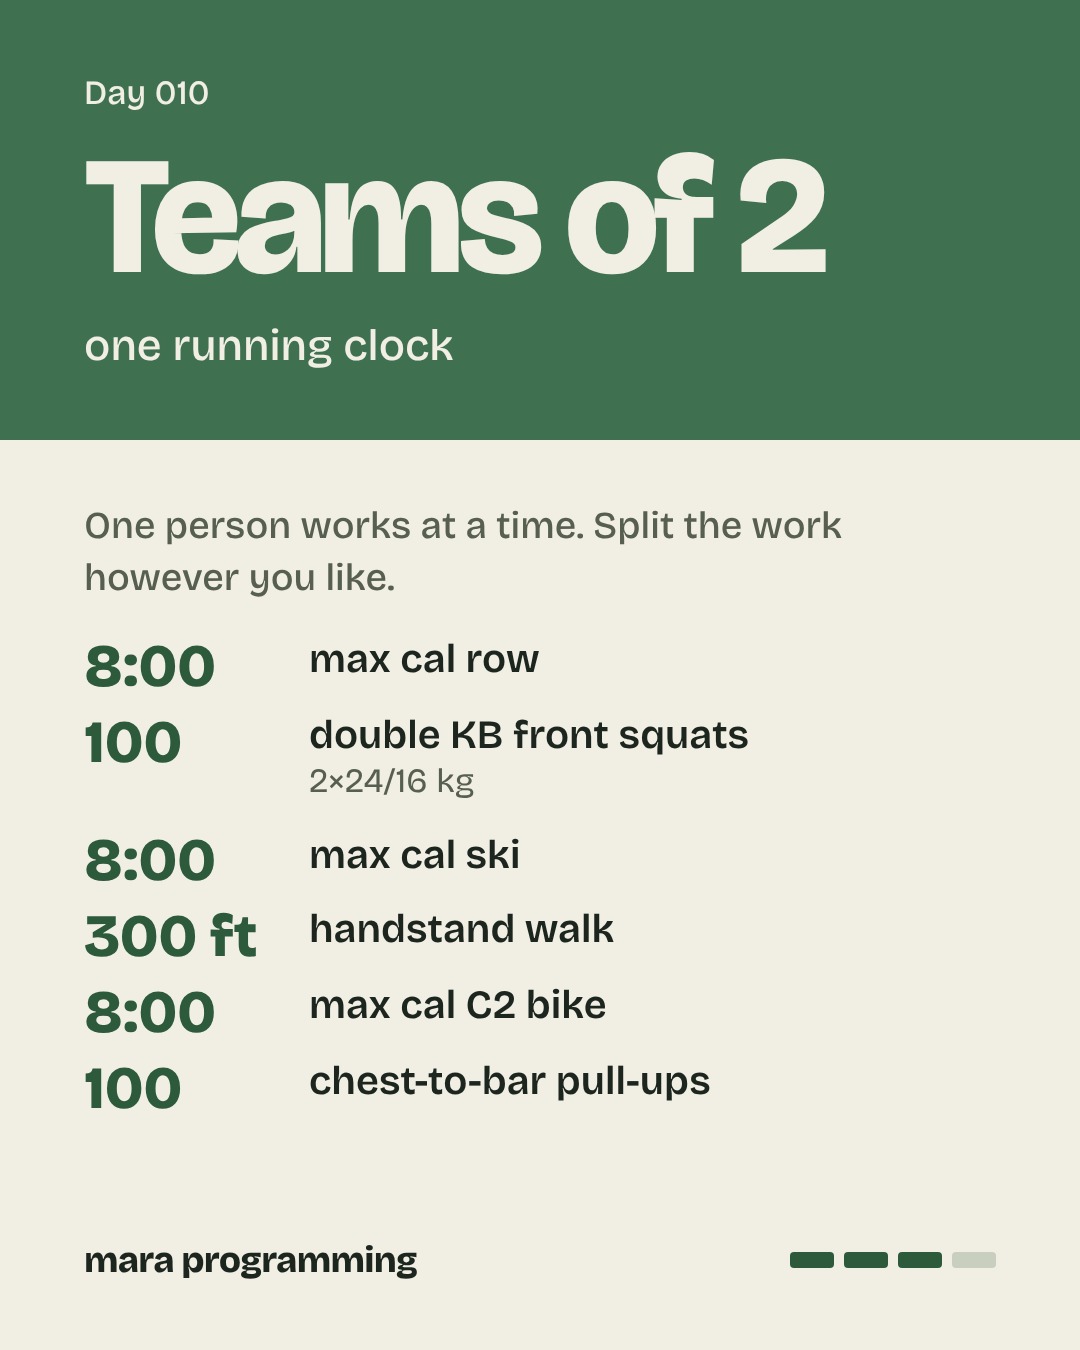 Day 010
Teams of 2
one running clock
One person works at a time. Split the work
however you like.
8:00 max cal row
100 double KB front squats
2×24/16 kg
8:00 max cal ski
300 ft handstand walk
8:00 max cal C2 bike
100 chest-to-bar pull-ups
mara programming